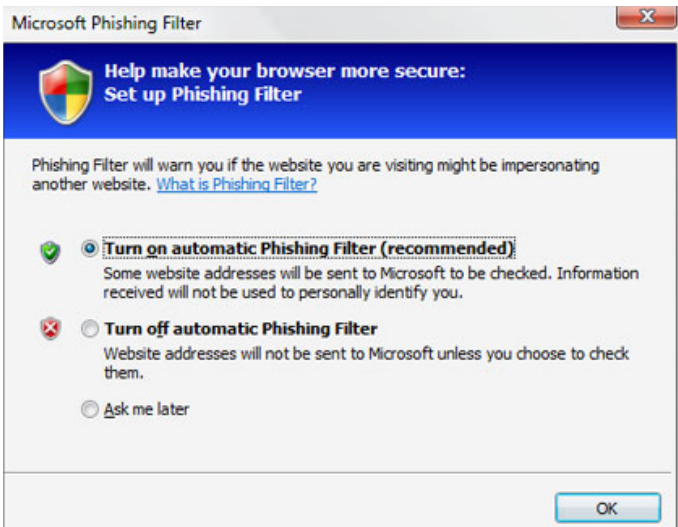 Microsoft Phishing Filter
Help make your browser more secure:
Set up Phishing Filter
Phishing Filter will warn you if the website you are visiting might be impersonating
another website. What is Phishing Filter?
Turn on automatic Phishing Filter (recommended)
Some website addresses will be sent to Microsoft to be checked. Information
received will not be used to personally identify you.
Turn off automatic Phishing Filter
Website addresses will not be sent to Microsoft unless you choose to check
them.
Ask me later
OK